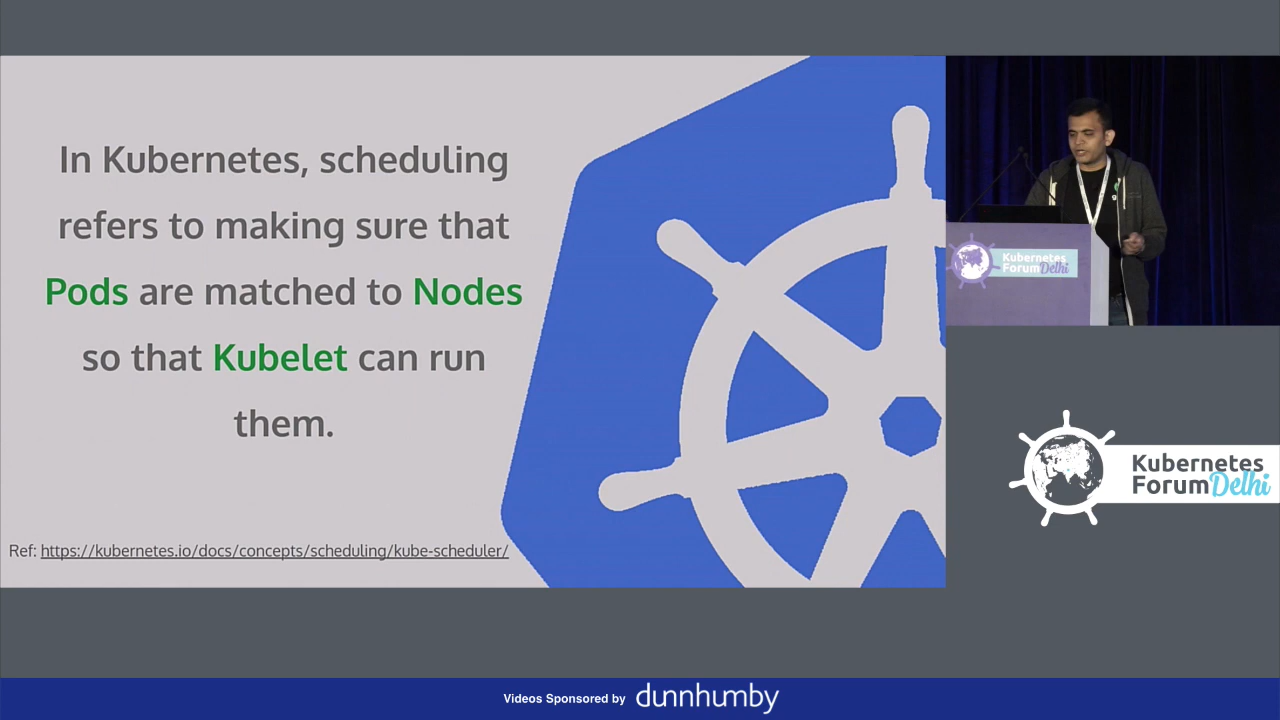 In Kubernetes, scheduling
refers to making sure that
Pods are matched to Nodes
so that Kubelet can run
them.
Ref: https://kubernetes.io/docs/concepts/scheduling/kube-scheduler/
Kubernetes
Forum Delhi
Kubernetes
Forum Delhi
Videos Sponsored by dunnhumby